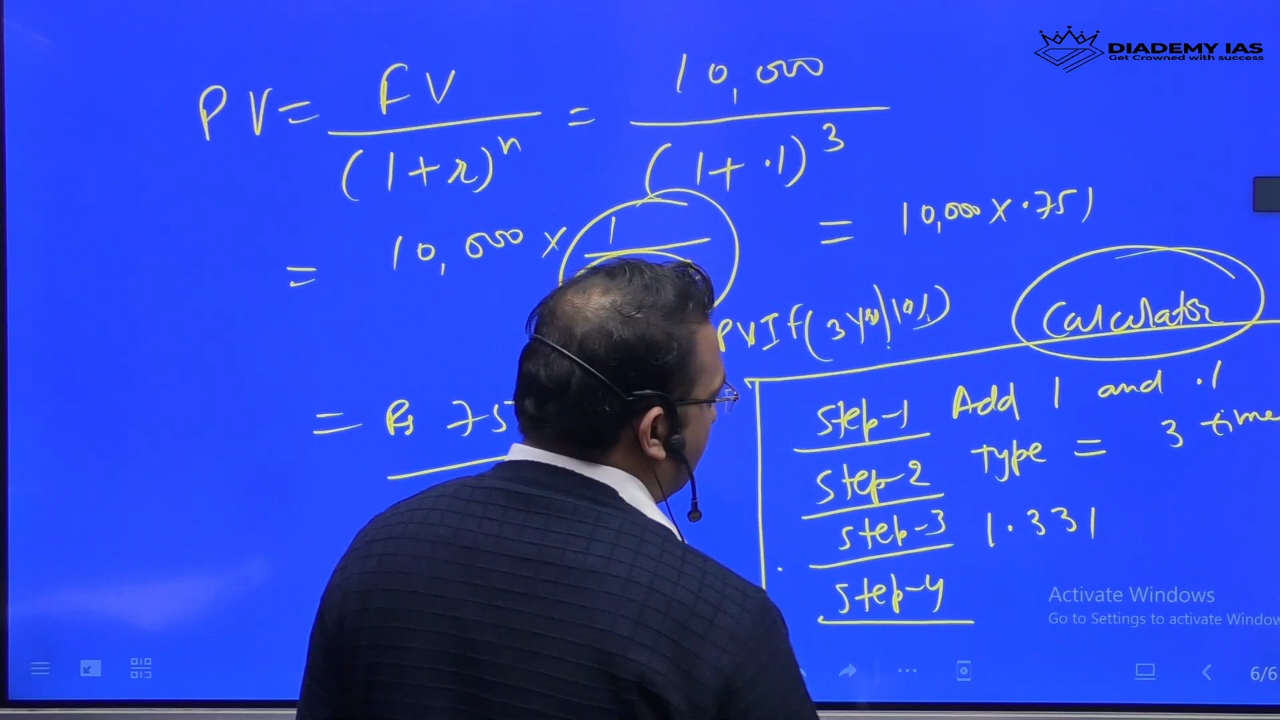 DIADEMY IAS
Get Crowned with success
PV = FV / (1+r)^n = 10,000 / (1+.1)^3
= 10,000 × 1
= 10,000 × .751
PVIf (3 yrs, 10%)
Calculator
= Rs 75
Step-1 Add 1 and .1
Step-2 Type = 3 time
Step-3 1.331
Step-4
Activate Windows
Go to Settings to activate Window
6/6